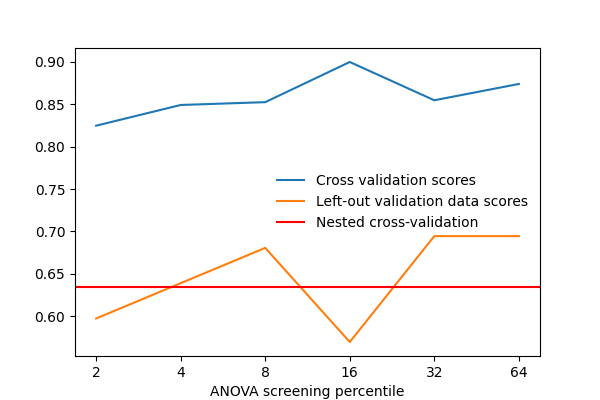 0.90
0.85
0.80
0.75
0.70
0.65
0.60
Cross validation scores
Left-out validation data scores
Nested cross-validation
2 4 8 16 32 64
ANOVA screening percentile